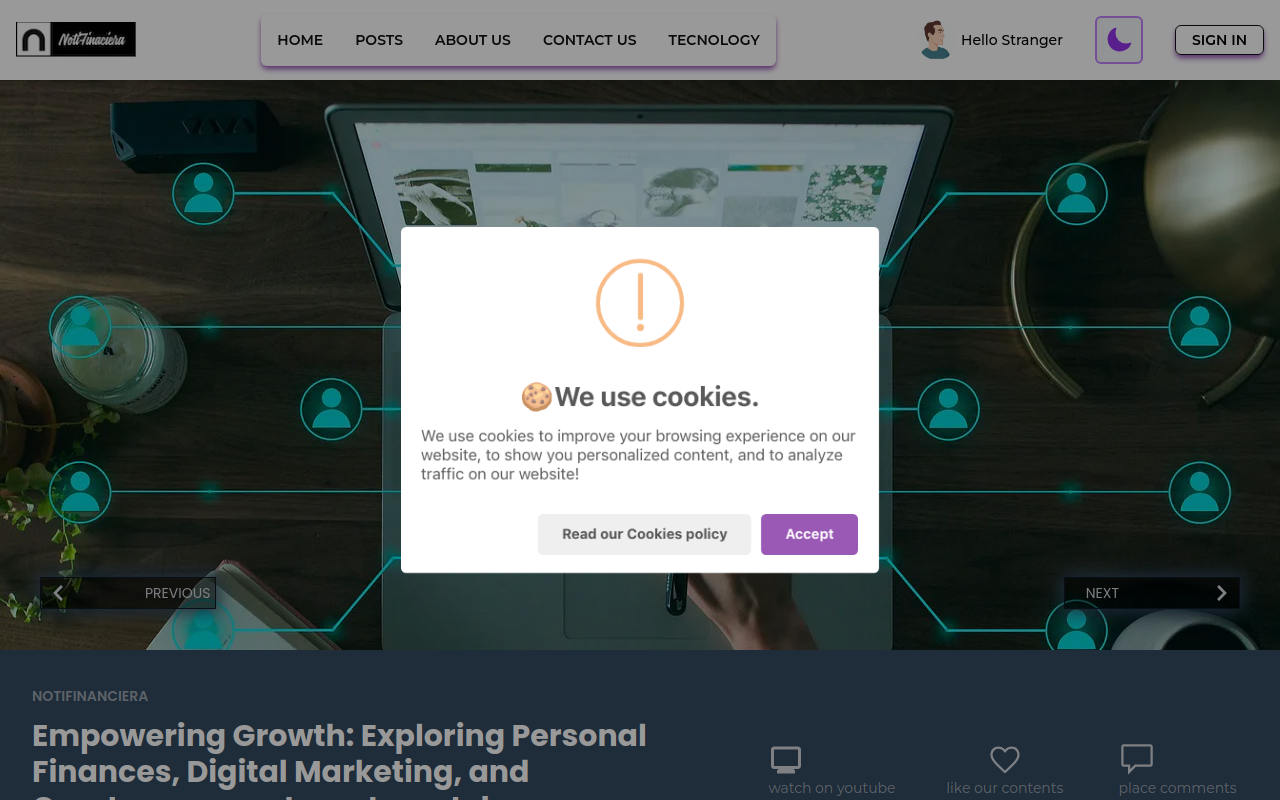 NotiFinaciera
HOME
POSTS
ABOUT US
CONTACT US
TECNOLOGY
Hello Stranger
SIGN IN
🍪We use cookies.
We use cookies to improve your browsing experience on our
website, to show you personalized content, and to analyze
traffic on our website!
Read our Cookies policy
Accept
PREVIOUS
NEXT
NOTIFINANCIERA
Empowering Growth: Exploring Personal
Finances, Digital Marketing, and
watch on youtube
like our contents
place comments